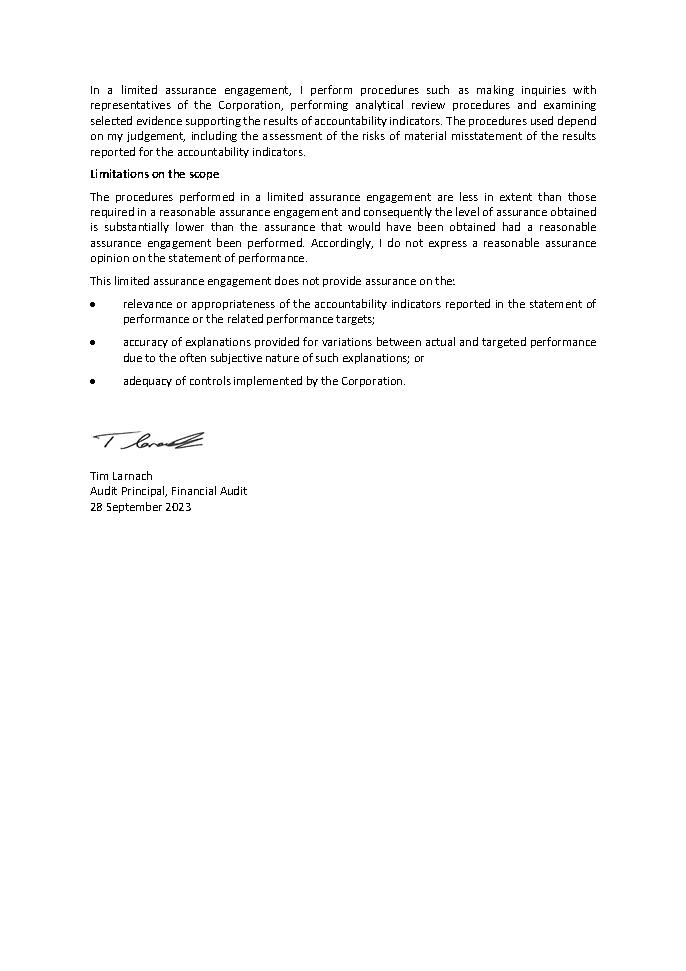 In a limited assurance engagement, I perform procedures such as making inquiries with
representatives of the Corporation, performing analytical review procedures and examining
selected evidence supporting the results of accountability indicators. The procedures used depend
on my judgement, including the assessment of the risks of material misstatement of the results
reported for the accountability indicators.
Limitations on the scope
The procedures performed in a limited assurance engagement are less in extent than those
required in a reasonable assurance engagement and consequently the level of assurance obtained
is substantially lower than the assurance that would have been obtained had a reasonable
assurance engagement been performed. Accordingly, I do not express a reasonable assurance
opinion on the statement of performance.
This limited assurance engagement does not provide assurance on the:
• relevance or appropriateness of the accountability indicators reported in the statement of
performance or the related performance targets;
• accuracy of explanations provided for variations between actual and targeted performance
due to the often subjective nature of such explanations; or
• adequacy of controls implemented by the Corporation.
T Larnach
Tim Larnach
Audit Principal, Financial Audit
28 September 2023